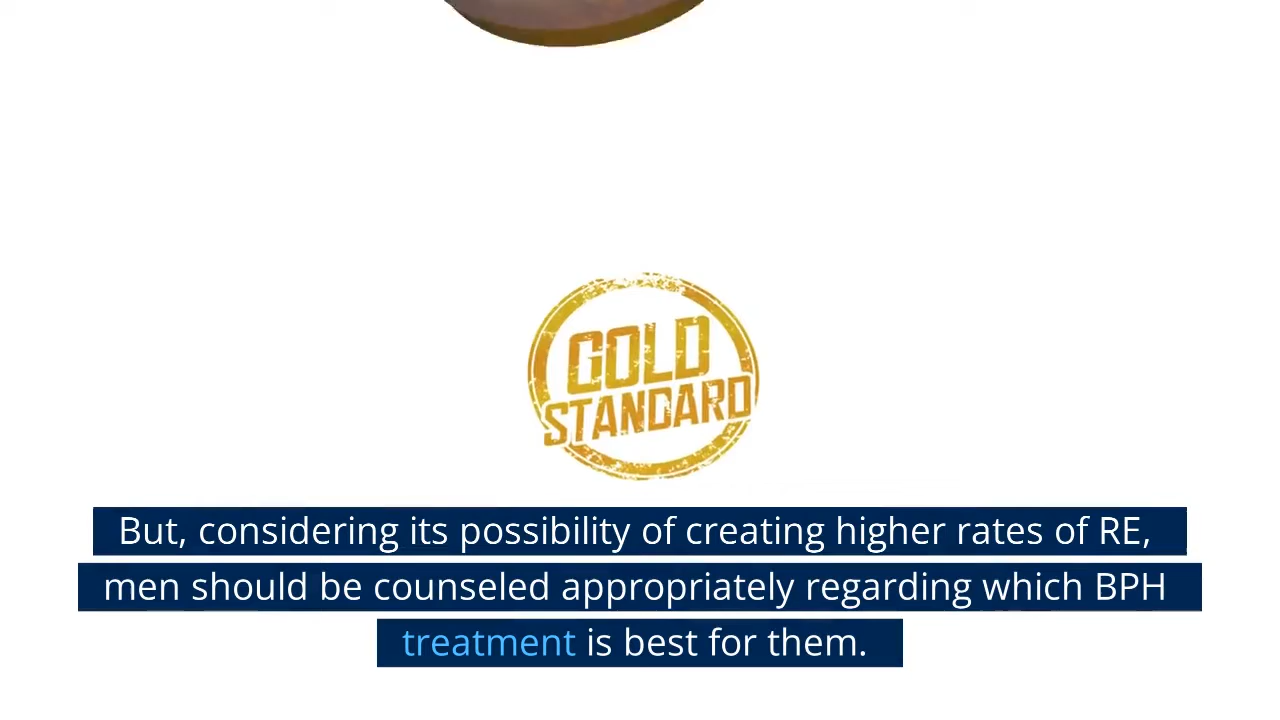 GOLD
STANDARD
But, considering its possibility of creating higher rates of RE,
men should be counseled appropriately regarding which BPH
treatment is best for them.